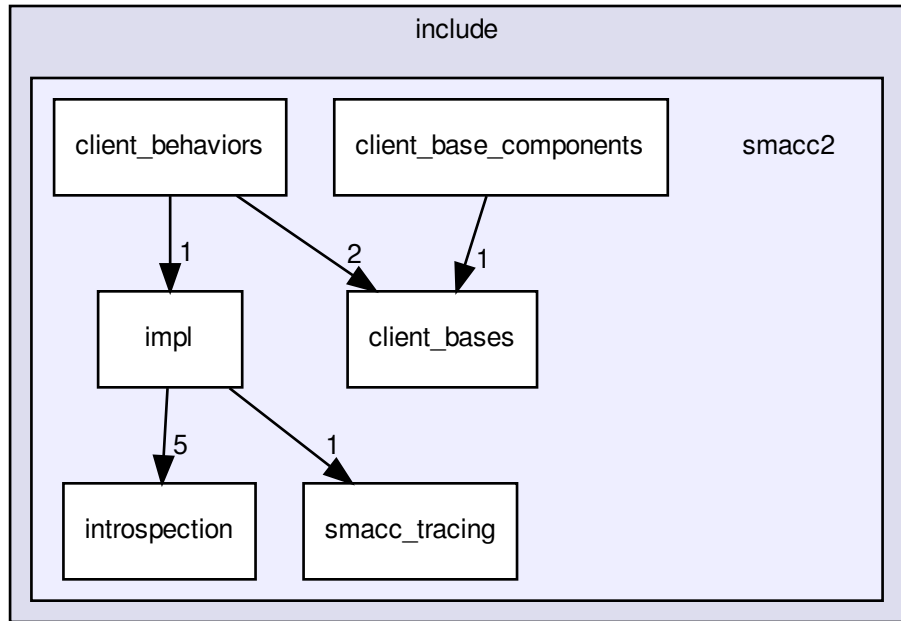 include
client_behaviors
client_base_components
smacc2
1
2
1
impl
client_bases
5
1
introspection
smacc_tracing